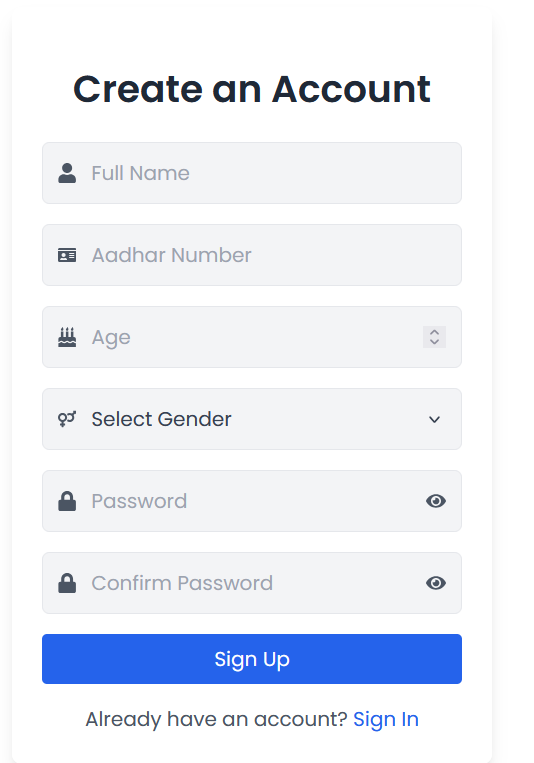 Create an Account
Full Name
Aadhar Number
Age
Select Gender
Password
Confirm Password
Sign Up
Already have an account? Sign In